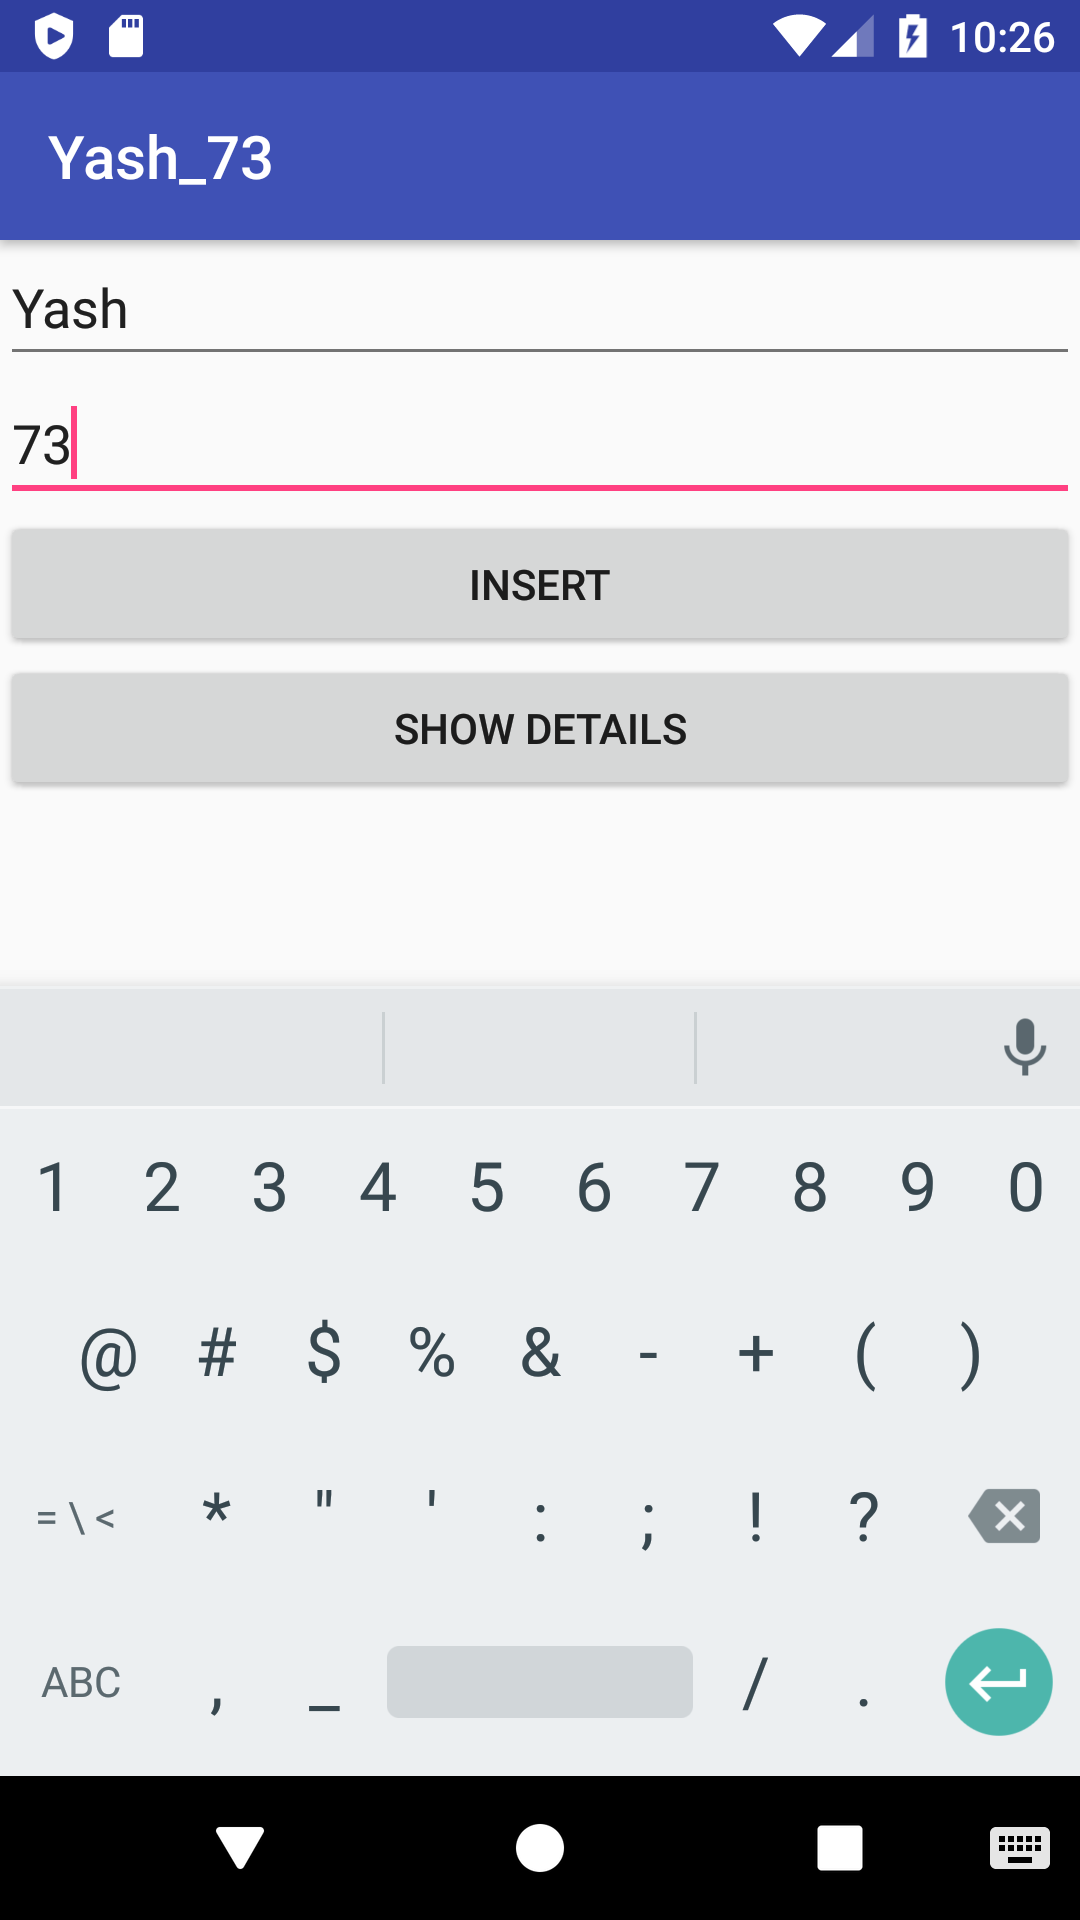 10:26
Yash_73
Yash
73
INSERT
SHOW DETAILS
1 2 3 4 5 6 7 8 9 0
@ # $ % & - + ( )
= \ < * " ' : ; ! ?
ABC , _ / .